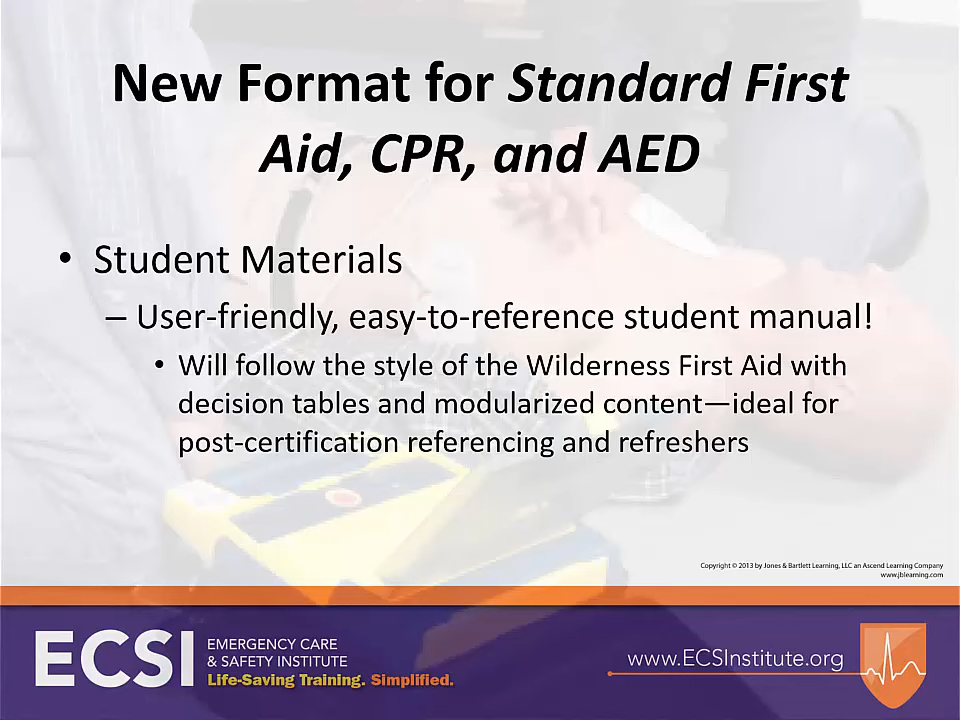 New Format for Standard First
Aid, CPR, and AED
• Student Materials
– User-friendly, easy-to-reference student manual!
• Will follow the style of the Wilderness First Aid with
decision tables and modularized content—ideal for
post-certification referencing and refreshers
Copyright © 2013 by Jones & Bartlett Learning, LLC an Ascend Learning Company
www.jblearning.com
ECSI
EMERGENCY CARE
& SAFETY INSTITUTE
Life-Saving Training. Simplified.
www.ECSInstitute.org